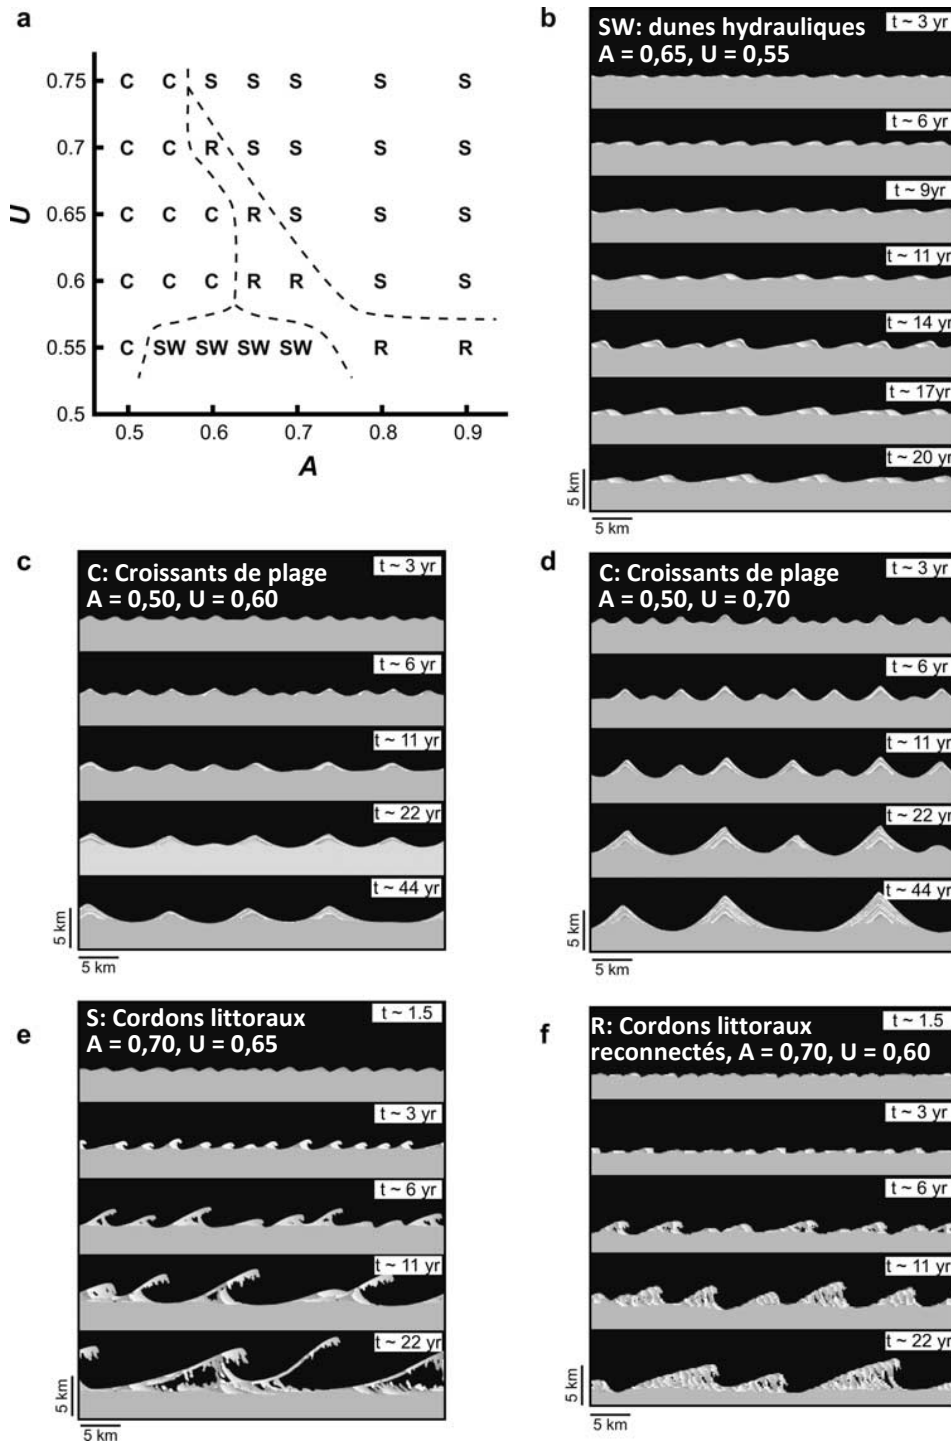 a
0.75 C C S S S S S
0.7 C C R S S S S
0.65 C C C R S S S
0.6 C C C R R S S
0.55 C SW SW SW SW R R
0.5
U
0.5 0.6 0.7 0.8 0.9
A
b
SW: dunes hydrauliques
t ~ 3 yr
A = 0,65, U = 0,55
t ~ 6 yr
t ~ 9yr
t ~ 11 yr
t ~ 14 yr
t ~ 17yr
t ~ 20 yr
5 km
5 km
c
C: Croissants de plage
t ~ 3 yr
A = 0,50, U = 0,60
t ~ 6 yr
t ~ 11 yr
t ~ 22 yr
t ~ 44 yr
5 km
5 km
d
C: Croissants de plage
t ~ 3 yr
A = 0,50, U = 0,70
t ~ 6 yr
t ~ 11 yr
t ~ 22 yr
t ~ 44 yr
5 km
5 km
e
S: Cordons littoraux
t ~ 1.5
A = 0,70, U = 0,65
t ~ 3 yr
t ~ 6 yr
t ~ 11 yr
t ~ 22 yr
5 km
5 km
f
R: Cordons littoraux
t ~ 1.5
reconnectés, A = 0,70, U = 0,60
t ~ 3 yr
t ~ 6 yr
t ~ 11 yr
t ~ 22 yr
5 km
5 km